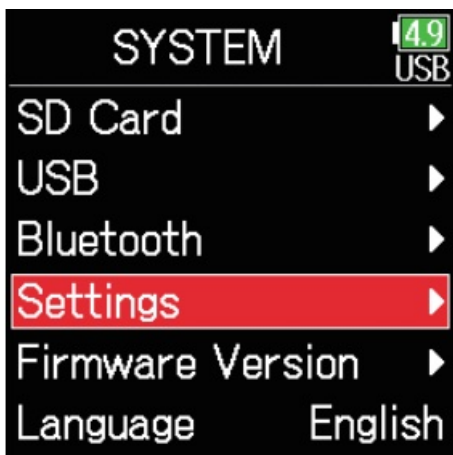 SYSTEM
4.9
USB
SD Card
USB
Bluetooth
Settings
Firmware Version
Language English